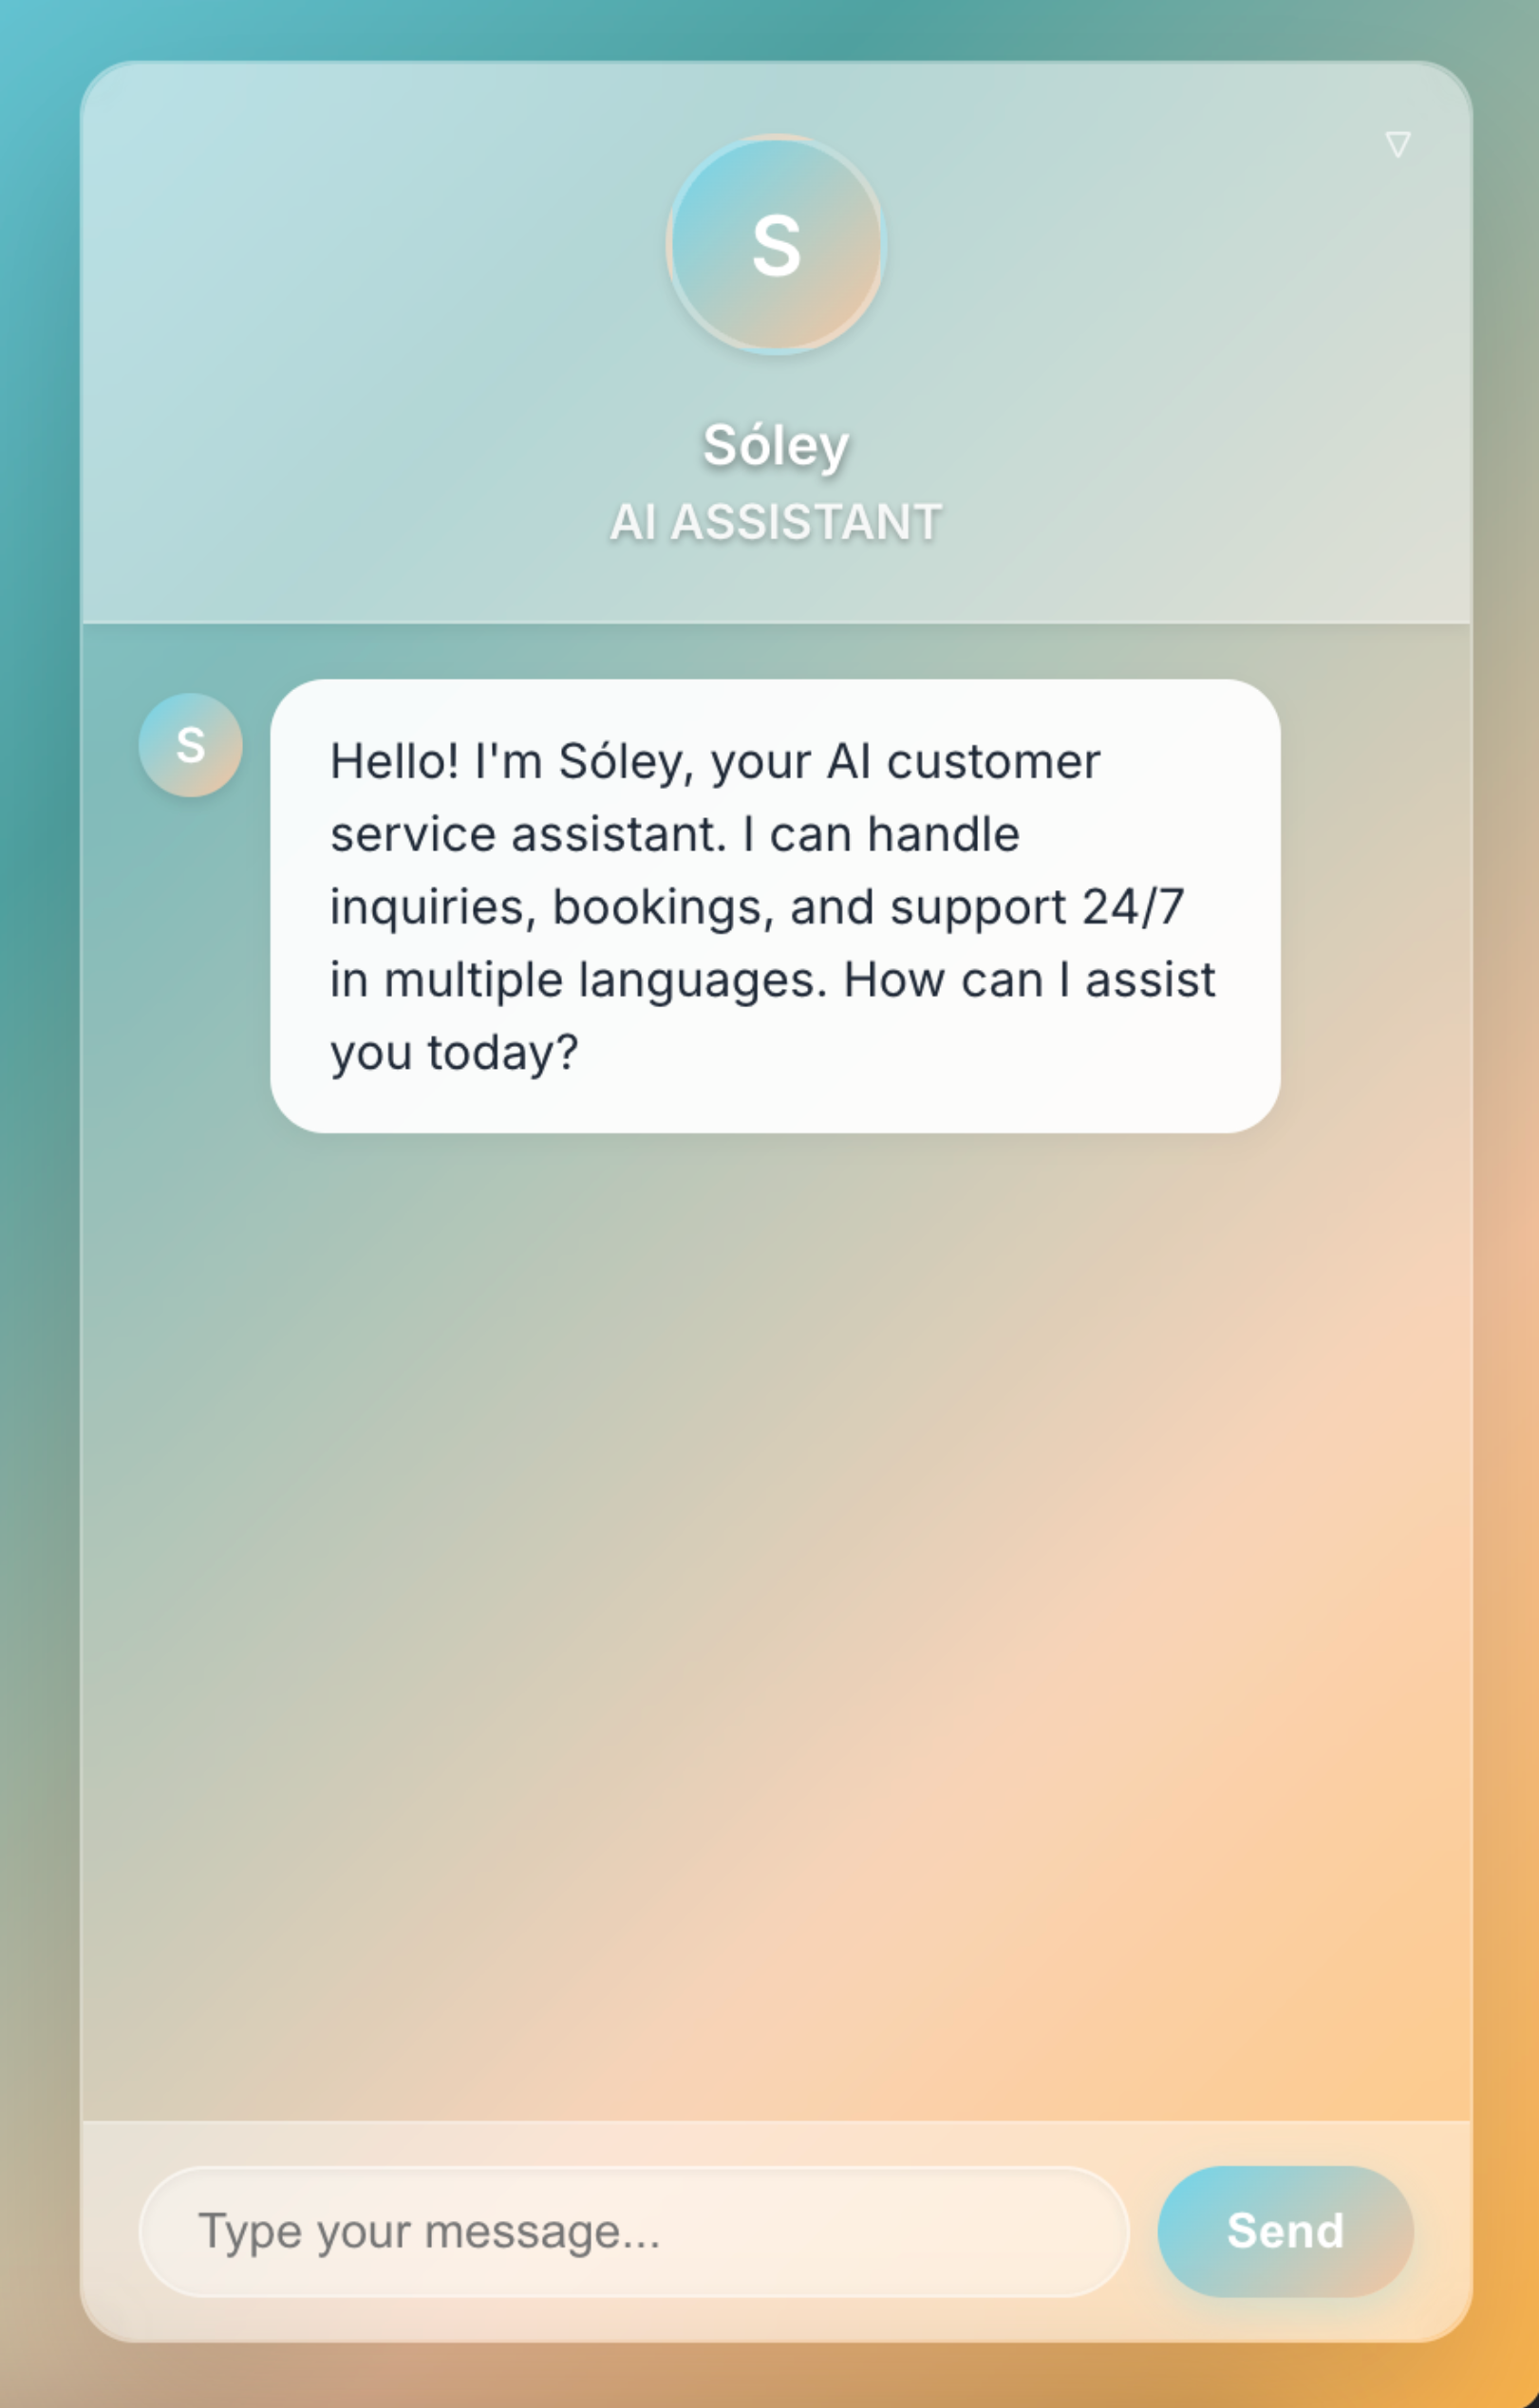 S
Sóley
AI ASSISTANT
S
Hello! I'm Sóley, your AI customer
service assistant. I can handle
inquiries, bookings, and support 24/7
in multiple languages. How can I assist
you today?
Type your message...
Send